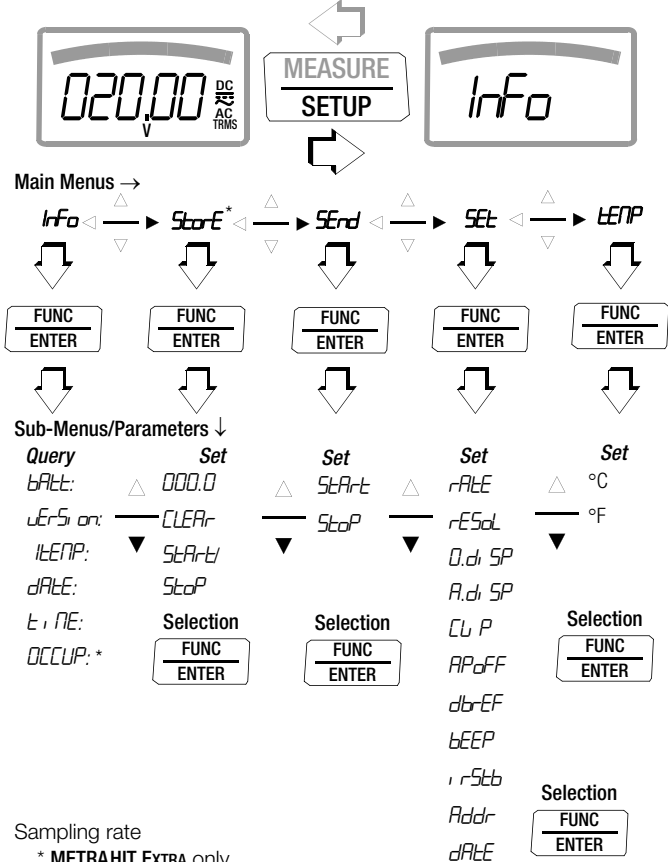 020,00 V DC AC TRMS
MEASURE
SETUP
InFo
Main Menus →
InFo ◁ ▶ StorE* ◁ ▶ SEnd ◁ ▶ SEt ◁ ▶ tEMP
FUNC ENTER FUNC ENTER FUNC ENTER FUNC ENTER FUNC ENTER
Sub-Menus/Parameters ↓
Query Set Set Set Set
bAtt: 000.0 StArt rAtE °C
vErSion: CLEAr StoP rESoL °F
ItEMP: StArt/ 0.diSP
dAtE: StoP A.diSP
tiME: Selection Selection CLiP Selection
OCCUP: * FUNC ENTER FUNC ENTER APoFF FUNC ENTER
dbrEF
bEEP
irStb
Selection
Addr
FUNC
ENTER
dAtE
Sampling rate
* METRAHIT EXTRA only